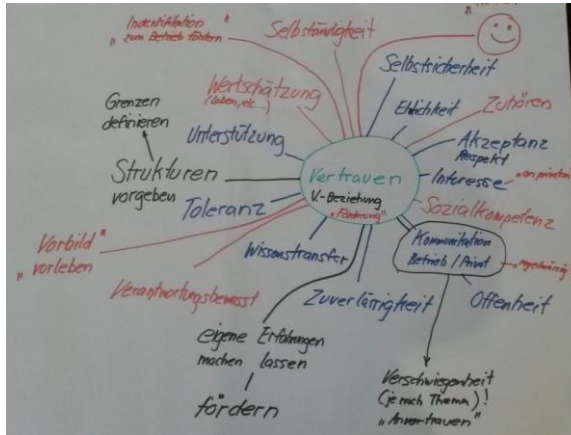 "Indentifikation"
"zum Betrieb fördern"
Selbständigkeit
Selbstsicherheit
Wertschätzung
(loben, etc...)
Ehrlichkeit
Zuhören
Grenzen
definieren
Unterstützung
Akzeptanz
Respekt
Strukturen
vorgeben
Vertrauen
V.-Beziehung
"Förderung"
Interesse
"an privatem
Toleranz
Sozialkompetenz
"Vorbild"
vorleben
Wissenstransfer
Kommunikation
Betrieb / Privat
"regelmässig
Verantwortungsbewusst
Zuverlässigkeit
Offenheit
eigene Erfahrungen
machen lassen
fördern
Verschwiegenheit
(je nach Thema)!
"Anvertrauen"